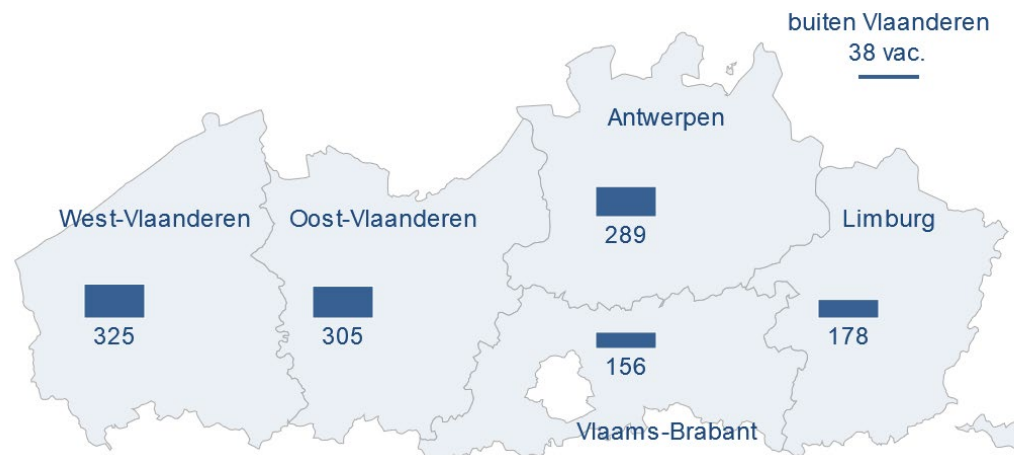 buiten Vlaanderen
38 vac.
Antwerpen
289
West-Vlaanderen
325
Oost-Vlaanderen
305
Limburg
178
156
Vlaams-Brabant